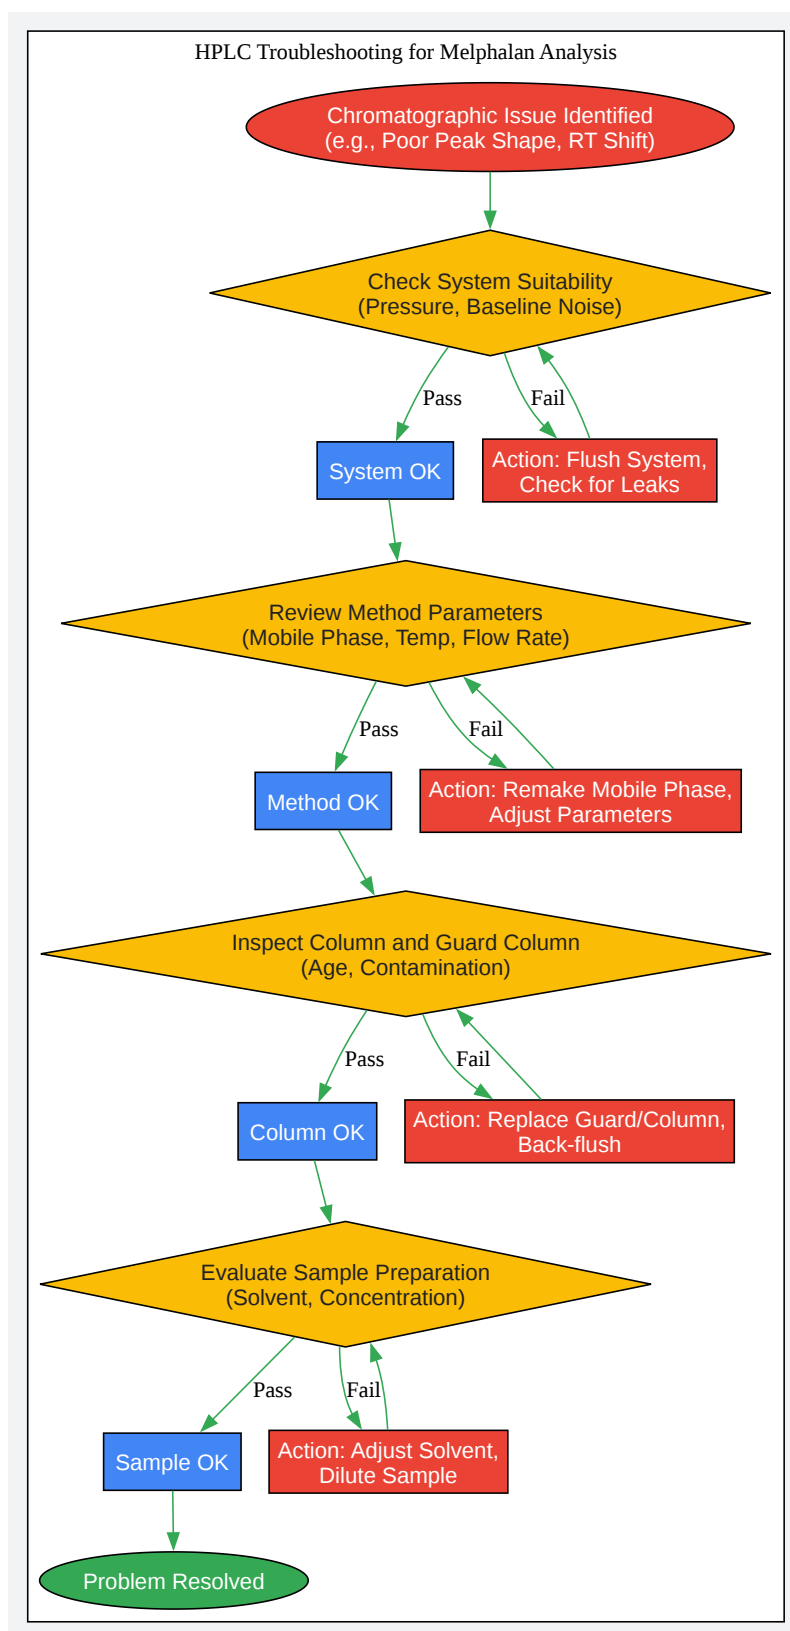 HPLC Troubleshooting for Melphalan Analysis
Chromatographic Issue Identified
(e.g., Poor Peak Shape, RT Shift)
Check System Suitability
(Pressure, Baseline Noise)
Pass
Fail
System OK
Action: Flush System,
Check for Leaks
Review Method Parameters
(Mobile Phase, Temp, Flow Rate)
Pass
Fail
Method OK
Action: Remake Mobile Phase,
Adjust Parameters
Inspect Column and Guard Column
(Age, Contamination)
Pass
Fail
Column OK
Action: Replace Guard/Column,
Back-flush
Evaluate Sample Preparation
(Solvent, Concentration)
Pass
Fail
Sample OK
Action: Adjust Solvent,
Dilute Sample
Problem Resolved